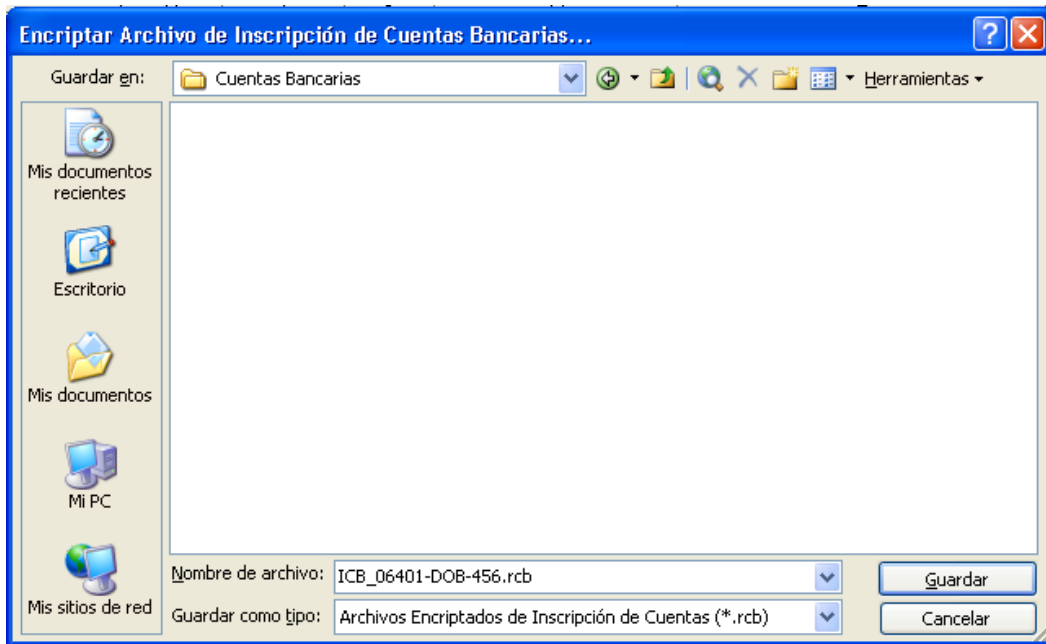 Encriptar Archivo de Inscripción de Cuentas Bancarias...
Guardar en: Cuentas Bancarias Herramientas
Mis documentos
recientes
Escritorio
Mis documentos
Mi PC
Mis sitios de red
Nombre de archivo: ICB_06401-DOB-456.rcb Guardar
Guardar como tipo: Archivos Encriptados de Inscripción de Cuentas (*.rcb) Cancelar